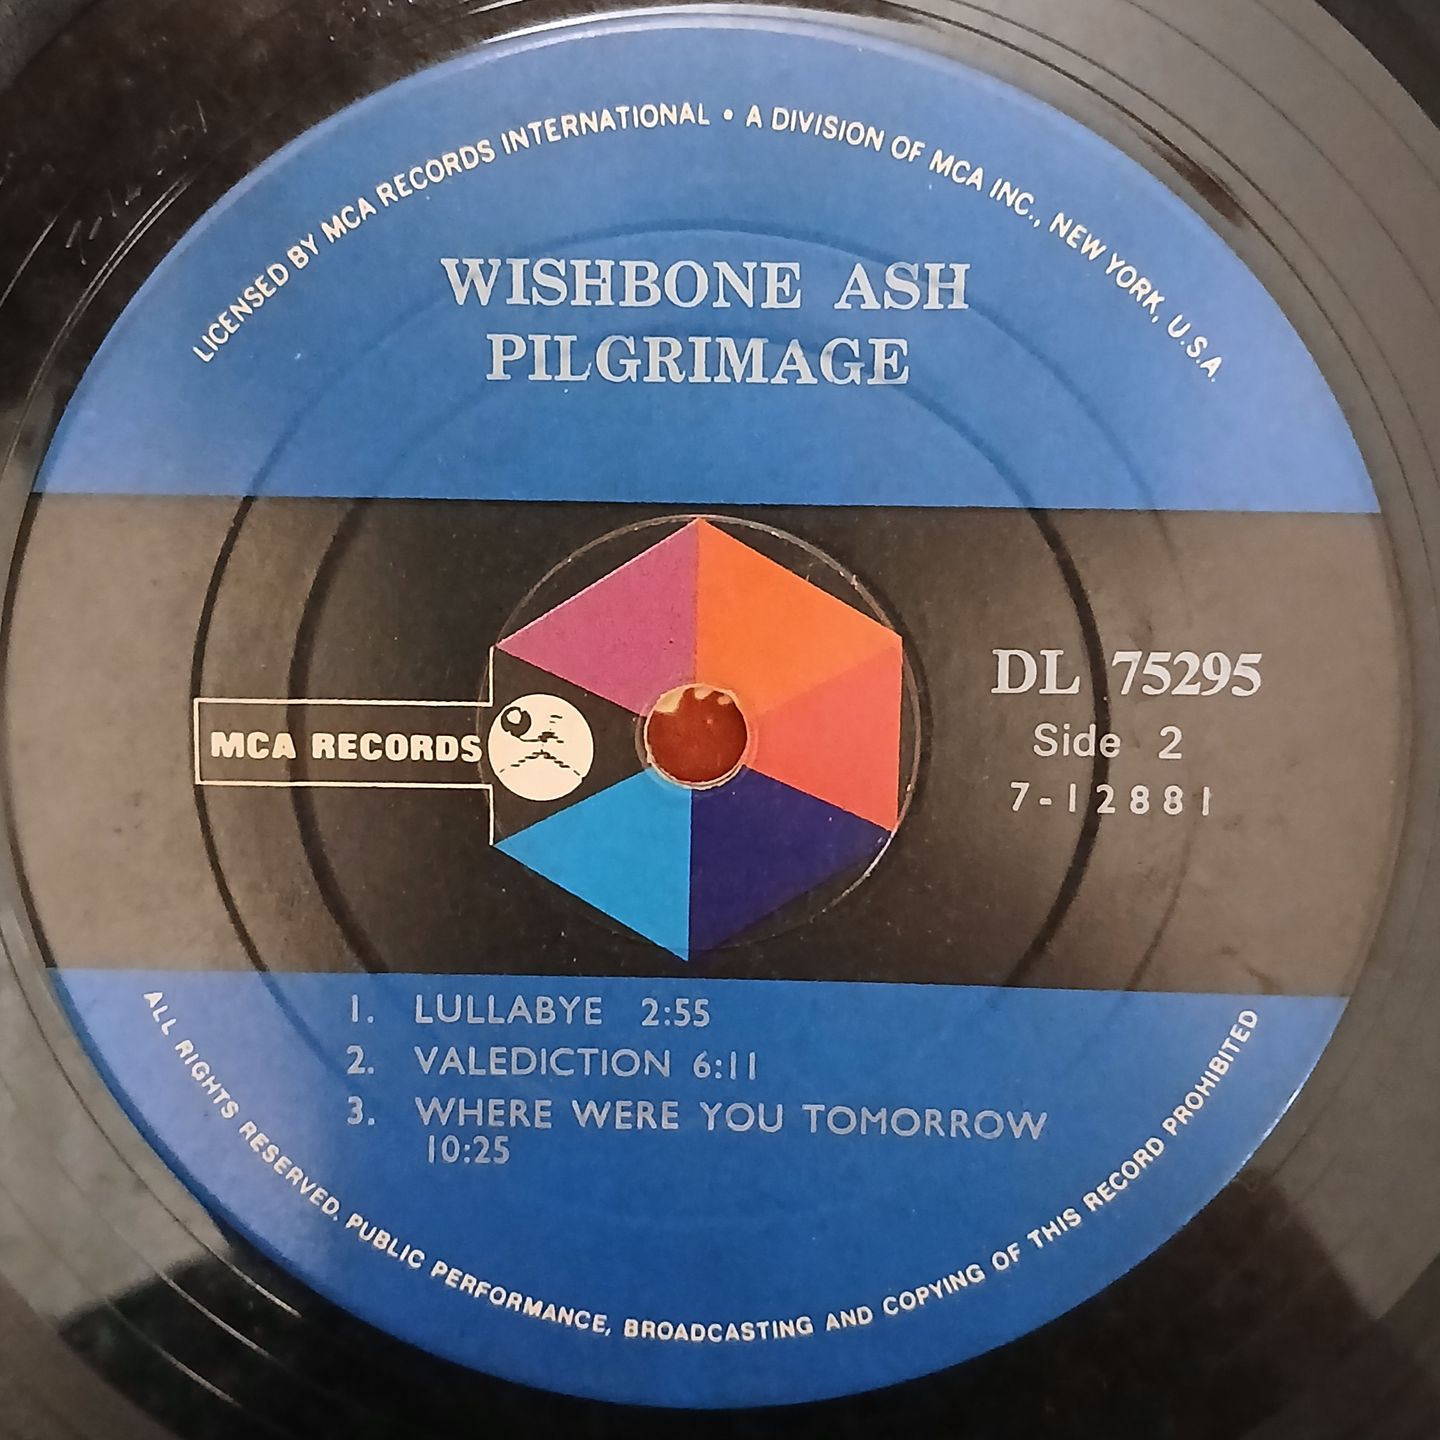 LICENSED BY MCA RECORDS INTERNATIONAL • A DIVISION OF MCA INC., NEW YORK, U.S.A.
WISHBONE ASH
PILGRIMAGE
MCA RECORDS
DL 75295
Side 2
7-12881
1. LULLABYE 2:55
2. VALEDICTION 6:11
3. WHERE WERE YOU TOMORROW
10:25
ALL RIGHTS RESERVED. PUBLIC PERFORMANCE, BROADCASTING AND COPYING OF THIS RECORD PROHIBITED